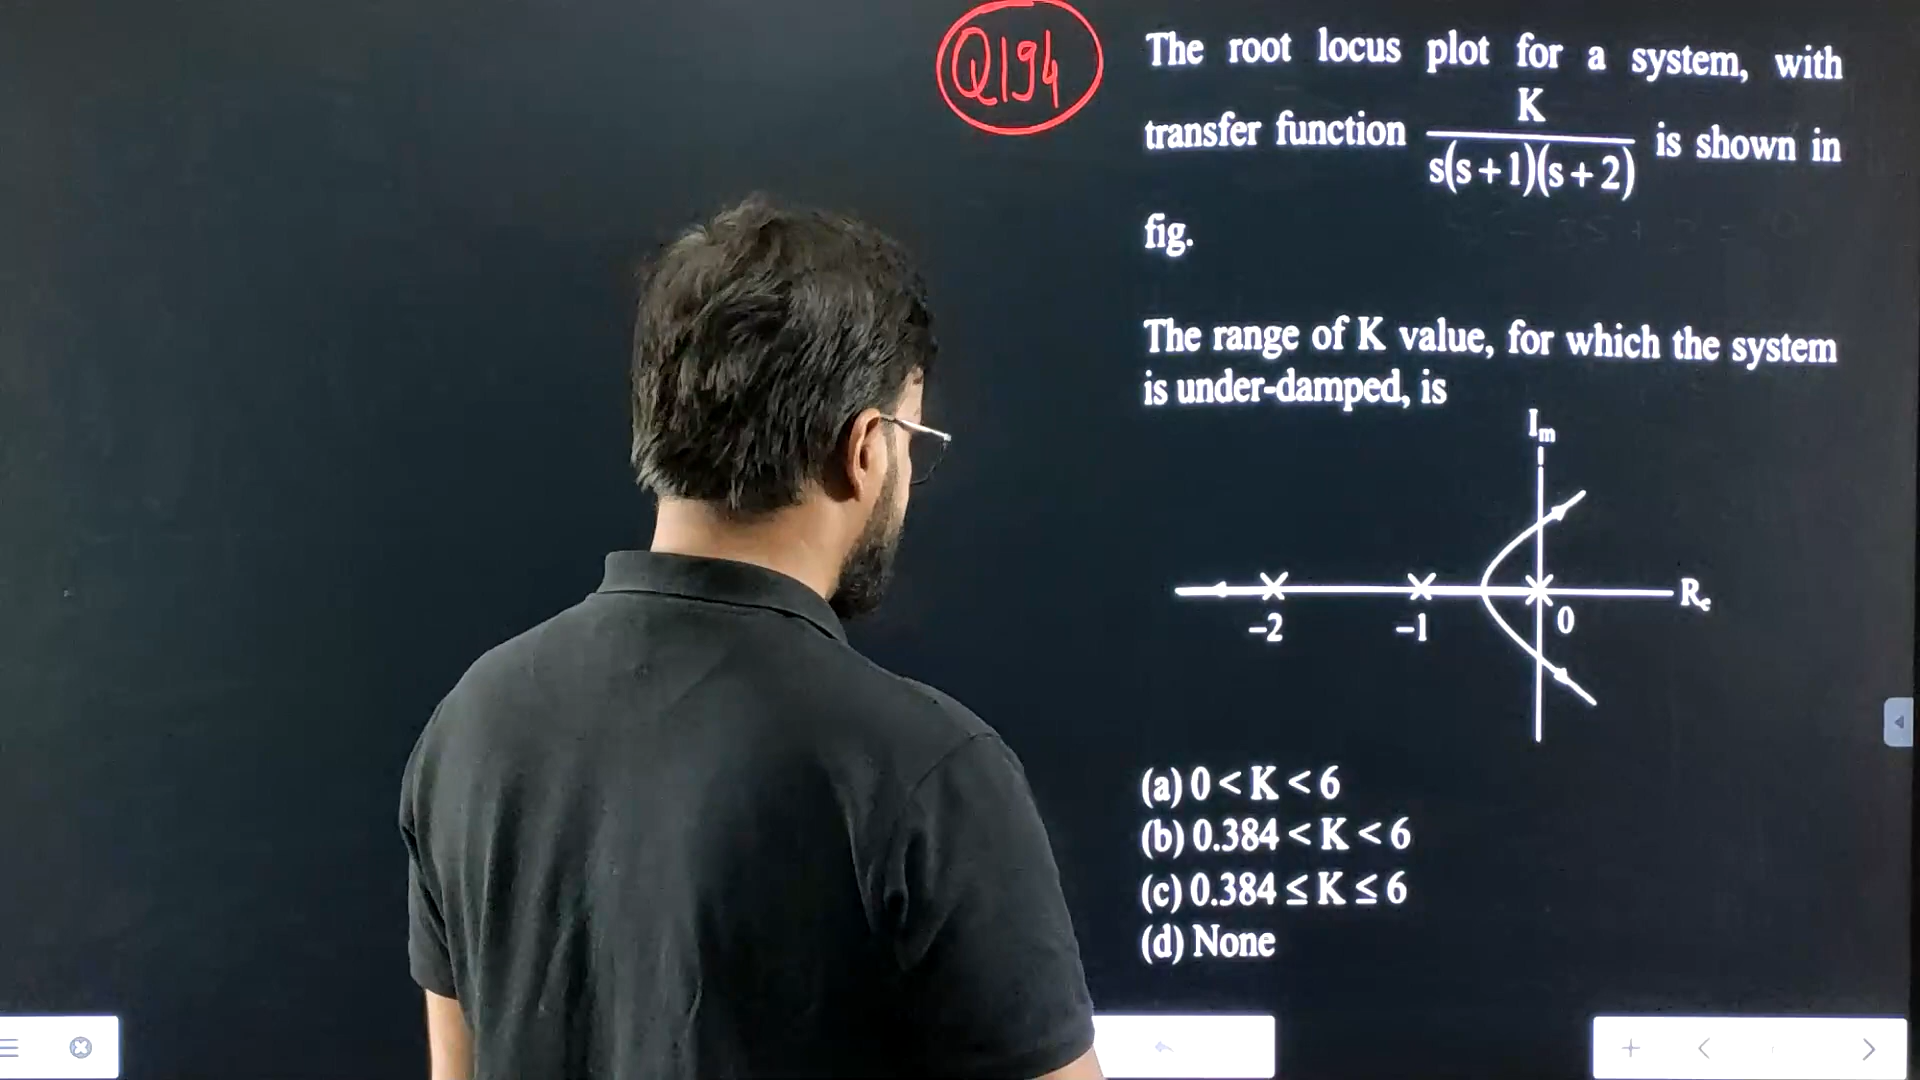 Q194
The root locus plot for a system, with
transfer function K / s(s+1)(s+2) is shown in
fig.
The range of K value, for which the system
is under-damped, is
Im
Re
-2
-1
0
(a) 0 < K < 6
(b) 0.384 < K < 6
(c) 0.384 ≤ K ≤ 6
(d) None